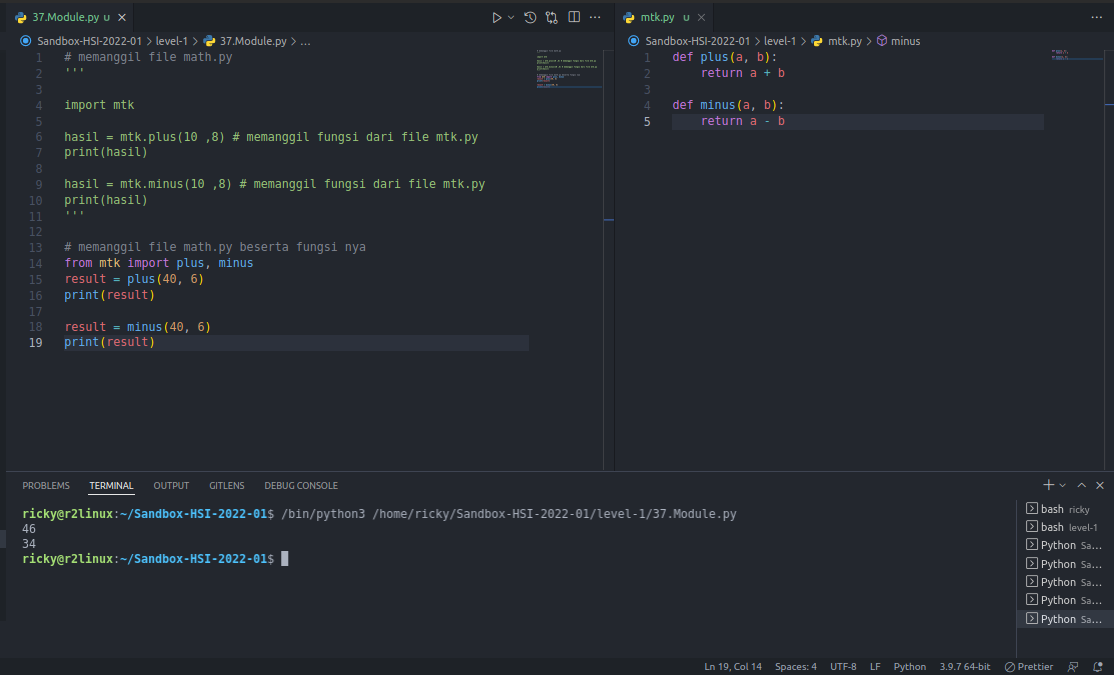 37.Module.py U
Sandbox-HSI-2022-01 > level-1 > 37.Module.py > ...
1 # memanggil file math.py
2 '''
3
4 import mtk
5
6 hasil = mtk.plus(10 ,8) # memanggil fungsi dari file mtk.py
7 print(hasil)
8
9 hasil = mtk.minus(10 ,8) # memanggil fungsi dari file mtk.py
10 print(hasil)
11 '''
12
13 # memanggil file math.py beserta fungsi nya
14 from mtk import plus, minus
15 result = plus(40, 6)
16 print(result)
17
18 result = minus(40, 6)
19 print(result)
mtk.py U
Sandbox-HSI-2022-01 > level-1 > mtk.py > minus
1 def plus(a, b):
2 return a + b
3
4 def minus(a, b):
5 return a - b
PROBLEMS TERMINAL OUTPUT GITLENS DEBUG CONSOLE
ricky@r2linux:~/Sandbox-HSI-2022-01$ /bin/python3 /home/ricky/Sandbox-HSI-2022-01/level-1/37.Module.py
46
34
ricky@r2linux:~/Sandbox-HSI-2022-01$
bash ricky
bash level-1
Python Sa...
Python Sa...
Python Sa...
Python Sa...
Python Sa...
Ln 19, Col 14 Spaces: 4 UTF-8 LF Python 3.9.7 64-bit Prettier